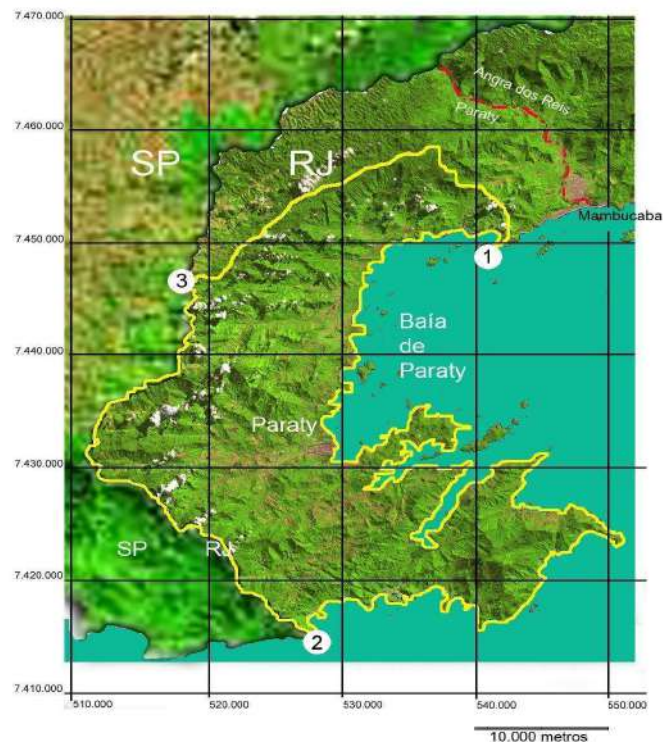 7.470.000
Angra dos Reis
Paraty
7.460.000
SP
RJ
Mambucaba
7.450.000
1
3
Baía
de
Paraty
7.440.000
Paraty
7.430.000
SP
RJ
7.420.000
2
7.410.000
510.000
520.000
530.000
540.000
550.000
10.000 metros